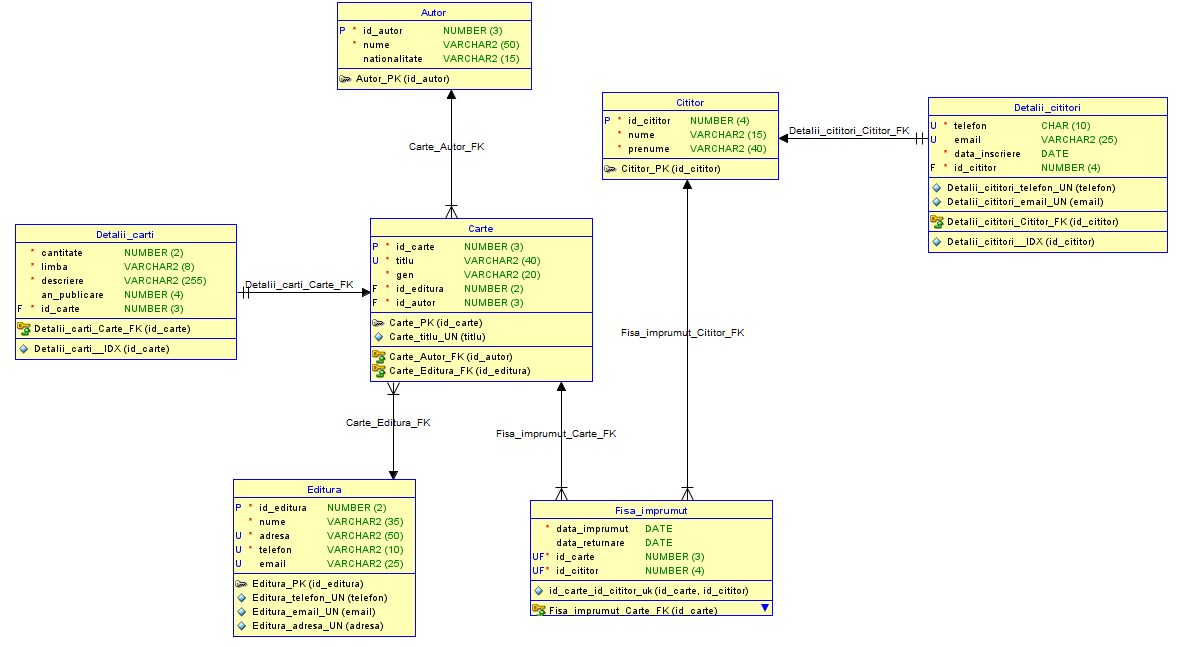 Autor
P * id_autor NUMBER (3)
* nume VARCHAR2 (50)
nationalitate VARCHAR2 (15)
Autor_PK (id_autor)
Carte_Autor_FK
Cititor
P * id_cititor NUMBER (4)
* nume VARCHAR2 (15)
* prenume VARCHAR2 (40)
Cititor_PK (id_cititor)
Detalii_cititori_Cititor_FK
Detalii_cititori
U * telefon CHAR (10)
U email VARCHAR2 (25)
* data_inscriere DATE
F * id_cititor NUMBER (4)
Detalii_cititori_telefon_UN (telefon)
Detalii_cititori_email_UN (email)
Detalii_cititori_Cititor_FK (id_cititor)
Detalii_cititori__IDX (id_cititor)
Detalii_carti
* cantitate NUMBER (2)
* limba VARCHAR2 (8)
* descriere VARCHAR2 (255)
an_publicare NUMBER (4)
F * id_carte NUMBER (3)
Detalii_carti_Carte_FK (id_carte)
Detalii_carti__IDX (id_carte)
Detalii_carti_Carte_FK
Carte
P * id_carte NUMBER (3)
U * titlu VARCHAR2 (40)
* gen VARCHAR2 (20)
F * id_editura NUMBER (2)
F * id_autor NUMBER (3)
Carte_PK (id_carte)
Carte_titlu_UN (titlu)
Carte_Autor_FK (id_autor)
Carte_Editura_FK (id_editura)
Fisa_imprumut_Cititor_FK
Carte_Editura_FK
Fisa_imprumut_Carte_FK
Editura
P * id_editura NUMBER (2)
* nume VARCHAR2 (35)
U * adresa VARCHAR2 (50)
U * telefon VARCHAR2 (10)
U email VARCHAR2 (25)
Editura_PK (id_editura)
Editura_telefon_UN (telefon)
Editura_email_UN (email)
Editura_adresa_UN (adresa)
Fisa_imprumut
* data_imprumut DATE
data_returnare DATE
UF * id_carte NUMBER (3)
UF * id_cititor NUMBER (4)
id_carte_id_cititor_uk (id_carte, id_cititor)
Fisa_imprumut_Carte_FK (id_carte)